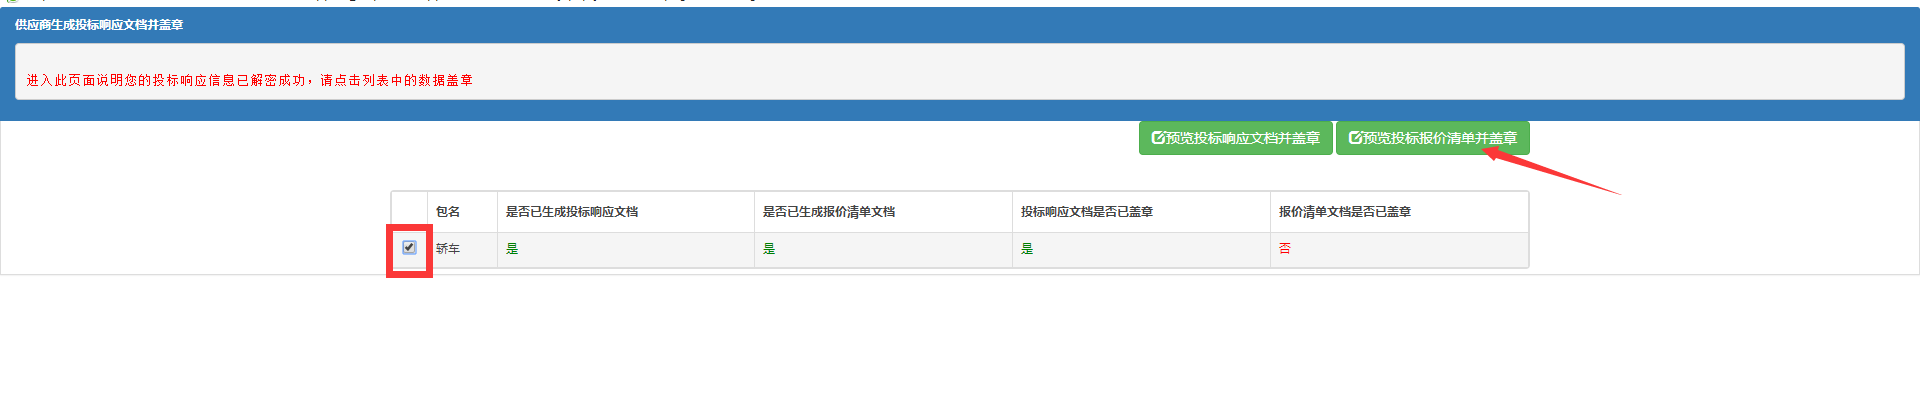 供应商生成投标响应文档并盖章
进入此页面说明您的投标响应信息已解密成功，请点击列表中的数据盖章
预览投标响应文档并盖章 预览投标报价清单并盖章
包名 是否已生成投标响应文档 是否已生成报价清单文档 投标响应文档是否已盖章 报价清单文档是否已盖章
轿车 是 是 是 否